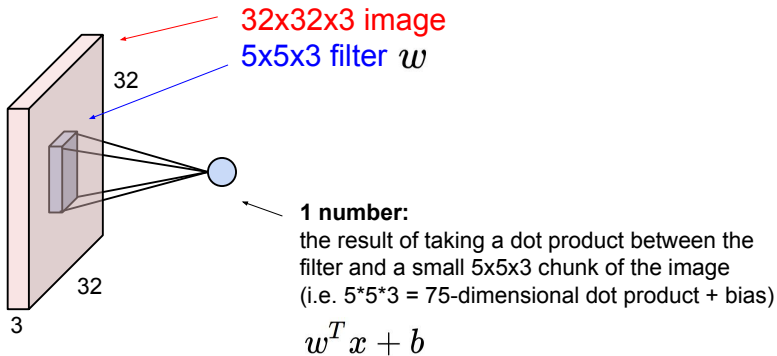 32x32x3 image
5x5x3 filter w
32
32
3
1 number:
the result of taking a dot product between the
filter and a small 5x5x3 chunk of the image
(i.e. 5*5*3 = 75-dimensional dot product + bias)
w^T x + b